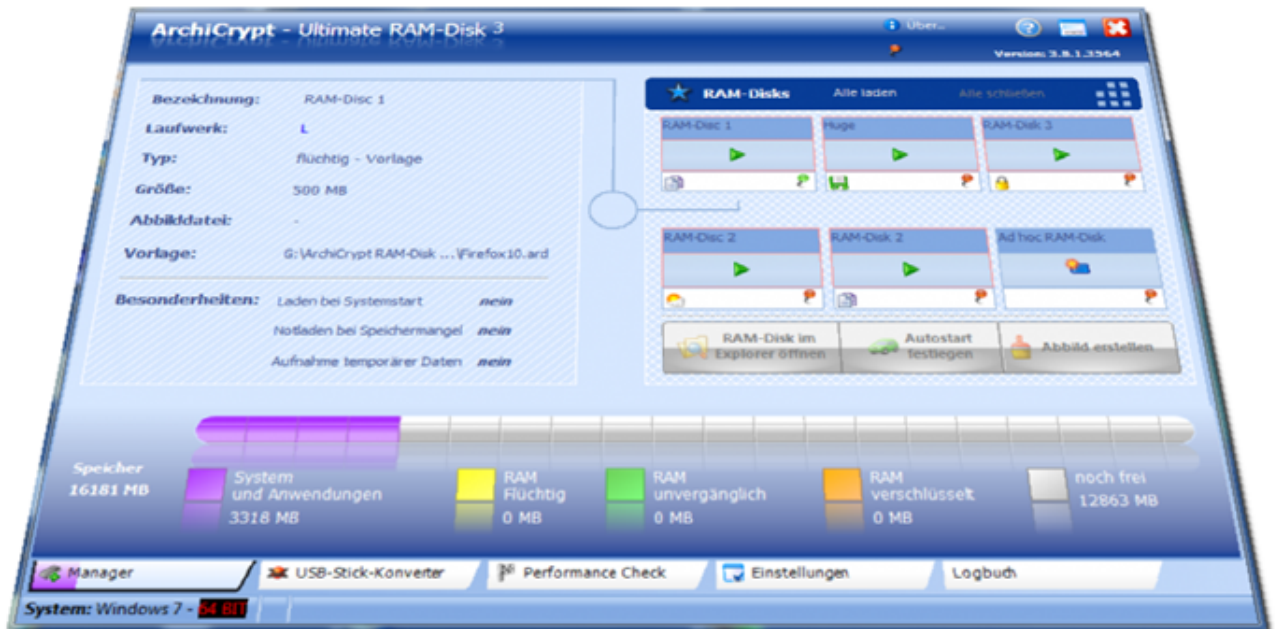 ArchiCrypt - Ultimate RAM-Disk 3
Über...
Version: 3.8.1.3564
Bezeichnung: RAM-Disc 1
Laufwerk: L
Typ: flüchtig - Vorlage
Größe: 500 MB
Abbilddatei: -
Vorlage: G:\ArchiCrypt RAM-Disk ...\Firefox10.ard
Besonderheiten: Laden bei Systemstart nein
Notladen bei Speichermangel nein
Aufnahme temporärer Daten nein
RAM-Disks Alle laden Alle schließen
RAM-Disc 1 Huge RAM-Disk 3
RAM-Disc 2 RAM-Disk 2 Ad hoc RAM-Disk
RAM-Disk im Explorer öffnen
Autostart festlegen
Abbild erstellen
Speicher
16181 MB
System
und Anwendungen
3318 MB
RAM
Flüchtig
0 MB
RAM
unvergänglich
0 MB
RAM
verschlüsselt
0 MB
noch frei
12863 MB
Manager USB-Stick-Konverter Performance Check Einstellungen Logbuch
System: Windows 7 - 64 BIT